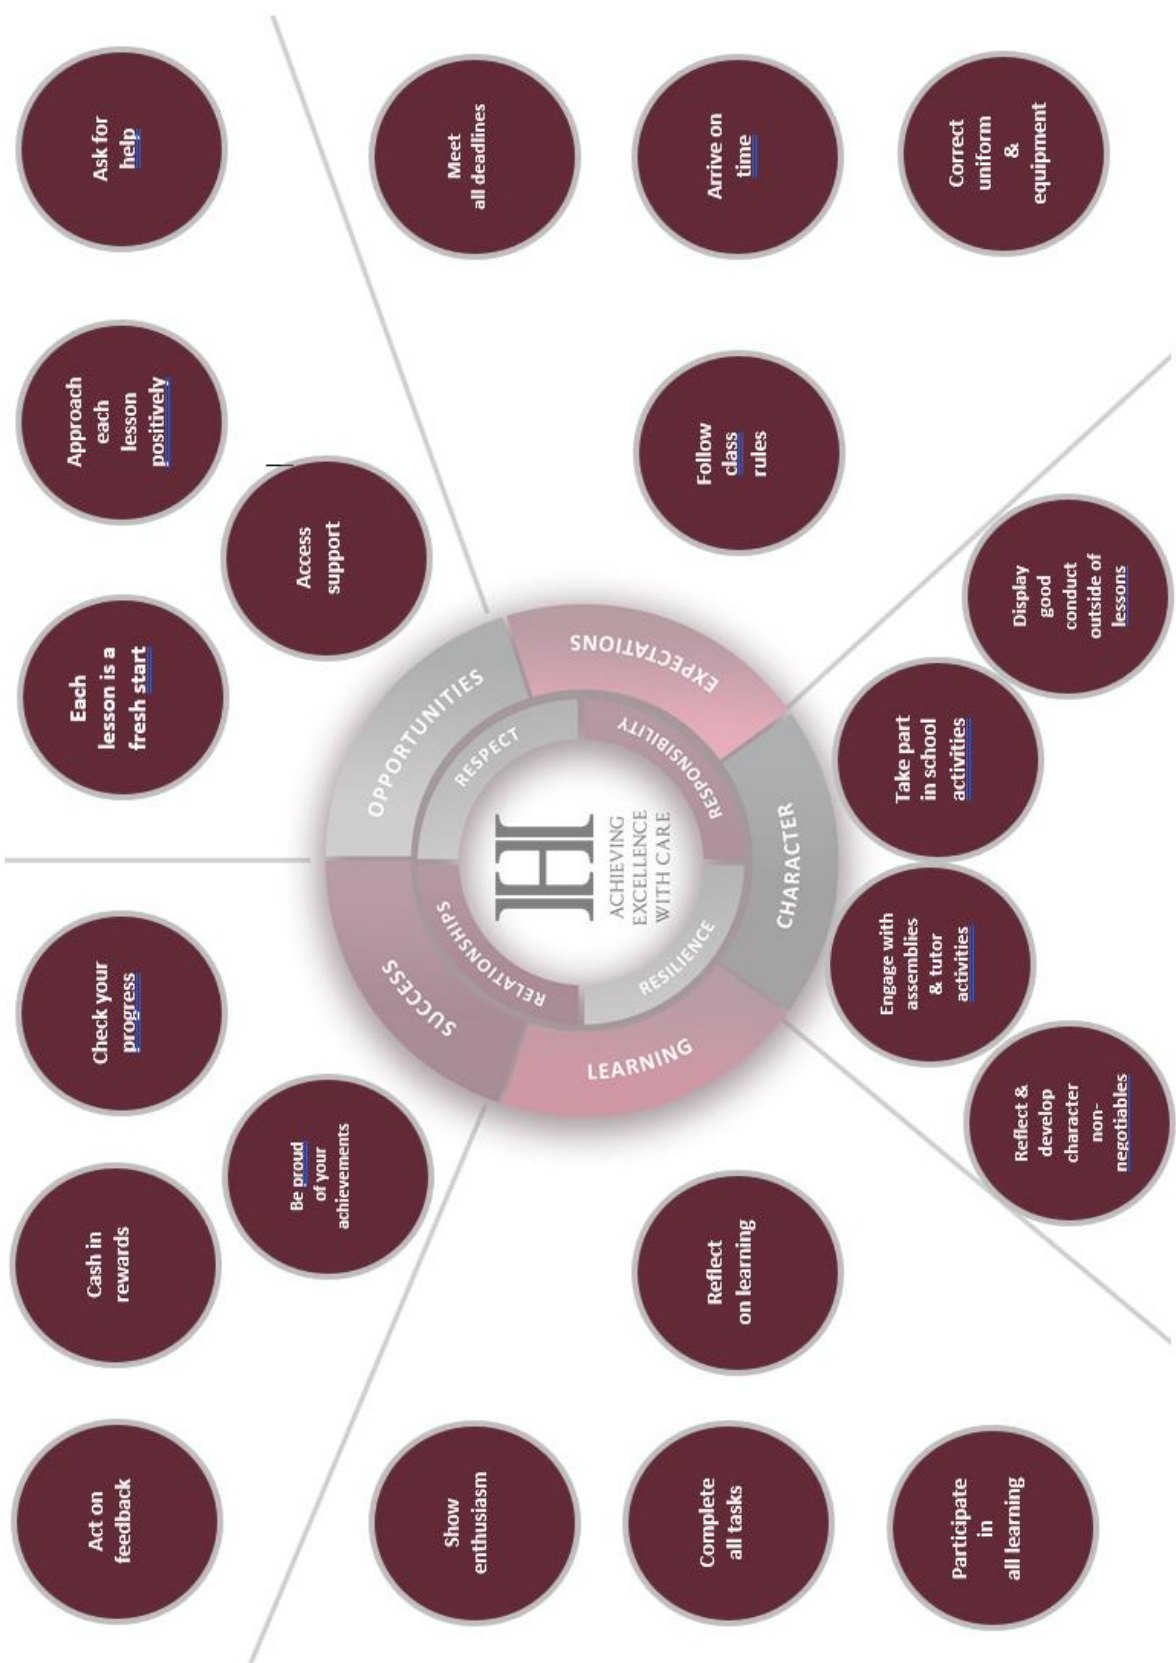 Act on
feedback
Cash in
rewards
Check your
progress
Be proud
of your
achievements
Each
lesson is a
fresh start
Approach
each
lesson
positively
Ask for
help
Access
support
Show
enthusiasm
Complete
all tasks
Participate
in
all learning
Reflect
on learning
SUCCESS
OPPORTUNITIES
LEARNING
EXPECTATIONS
CHARACTER
RELATIONSHIPS
RESPECT
RESILIENCE
RESPONSIBILITY
H
ACHIEVING
EXCELLENCE
WITH CARE
Meet
all deadlines
Arrive on
time
Correct
uniform
&
equipment
Follow
class
rules
Reflect &
develop
character
non-
negotiables
Engage with
assemblies
& tutor
activities
Take part
in school
activities
Display
good
conduct
outside of
lessons